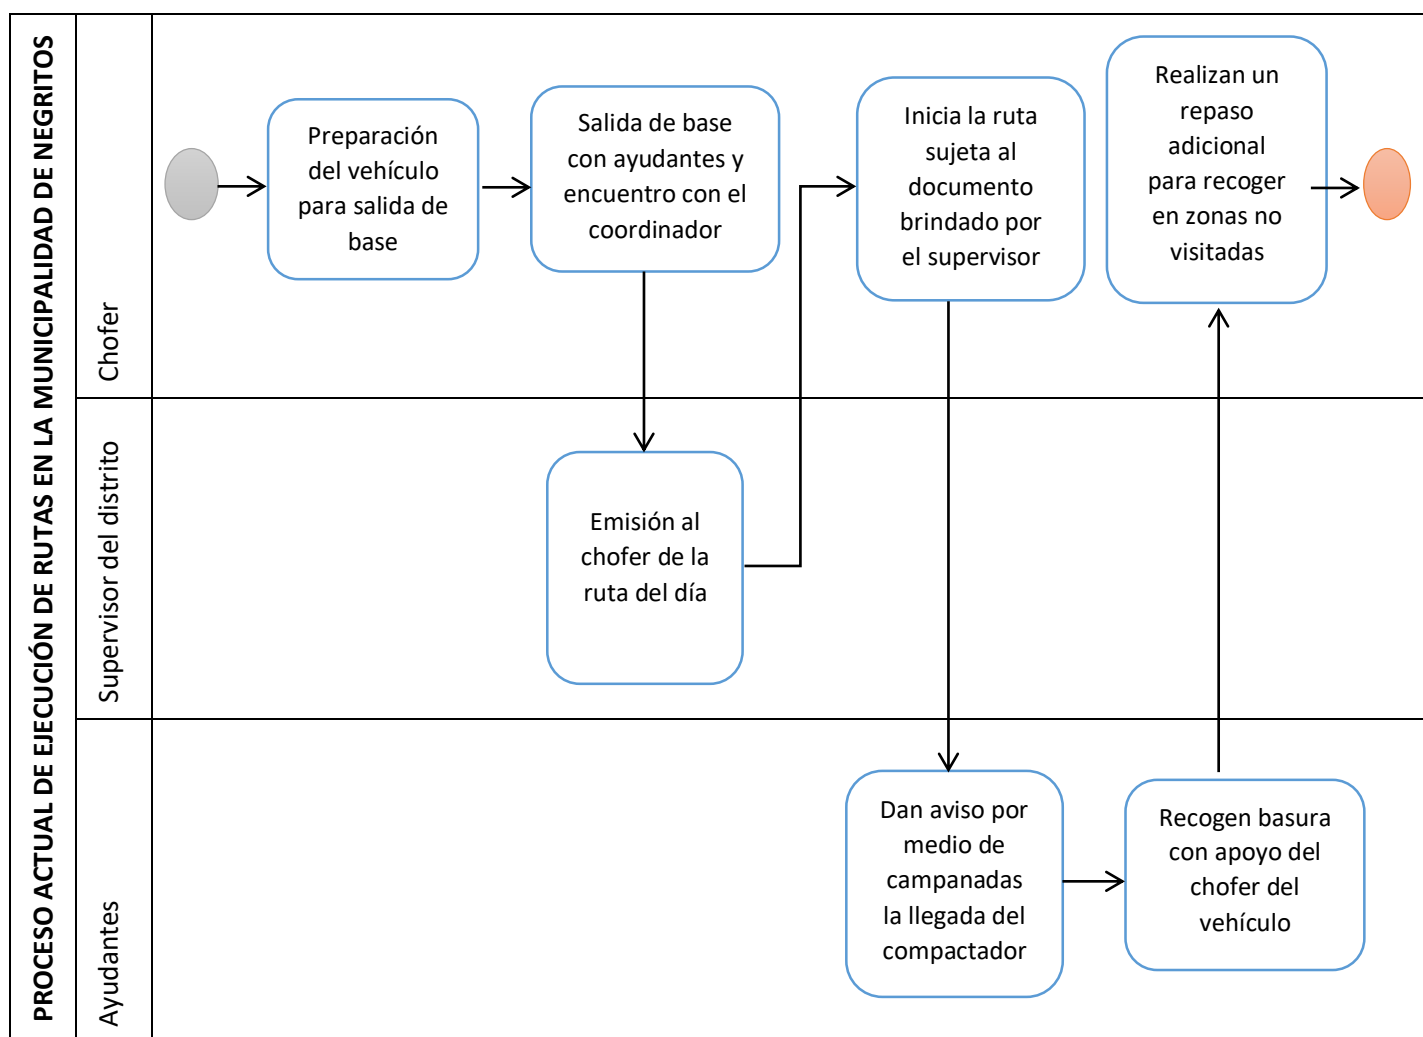 PROCESO ACTUAL DE EJECUCIÓN DE RUTAS EN LA MUNICIPALIDAD DE NEGRITOS
Chofer
Preparación
del vehículo
para salida de
base
Salida de base
con ayudantes y
encuentro con el
coordinador
Inicia la ruta
sujeta al
documento
brindado por
el supervisor
Realizan un
repaso
adicional
para recoger
en zonas no
visitadas
Supervisor del distrito
Emisión al
chofer de la
ruta del día
Ayudantes
Dan aviso por
medio de
campanadas
la llegada del
compactador
Recogen basura
con apoyo del
chofer del
vehículo